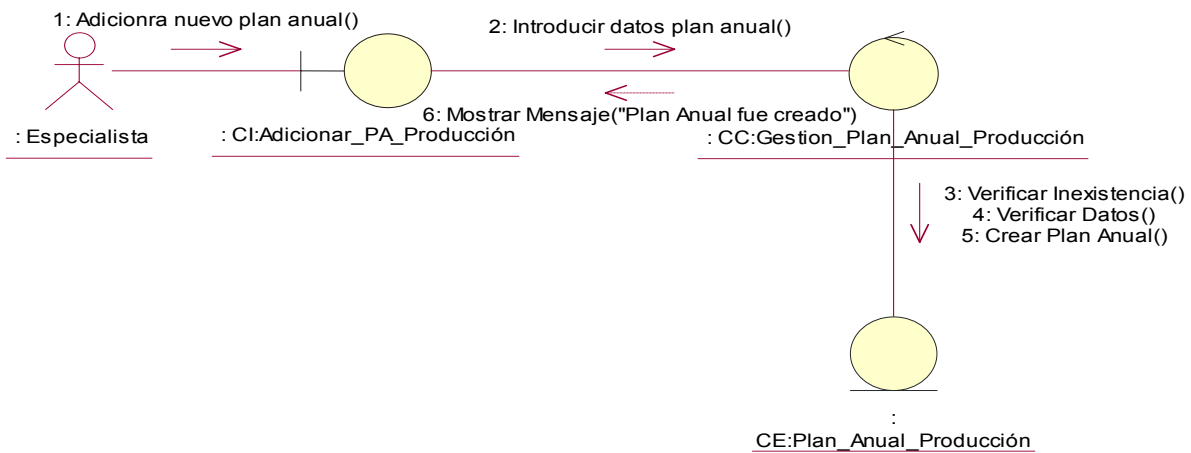 1: Adicionra nuevo plan anual()
2: Introducir datos plan anual()
6: Mostrar Mensaje("Plan Anual fue creado")
: Especialista
: CI:Adicionar_PA_Producción
: CC:Gestion_Plan_Anual_Producción
3: Verificar Inexistencia()
4: Verificar Datos()
5: Crear Plan Anual()
:
CE:Plan_Anual_Producción